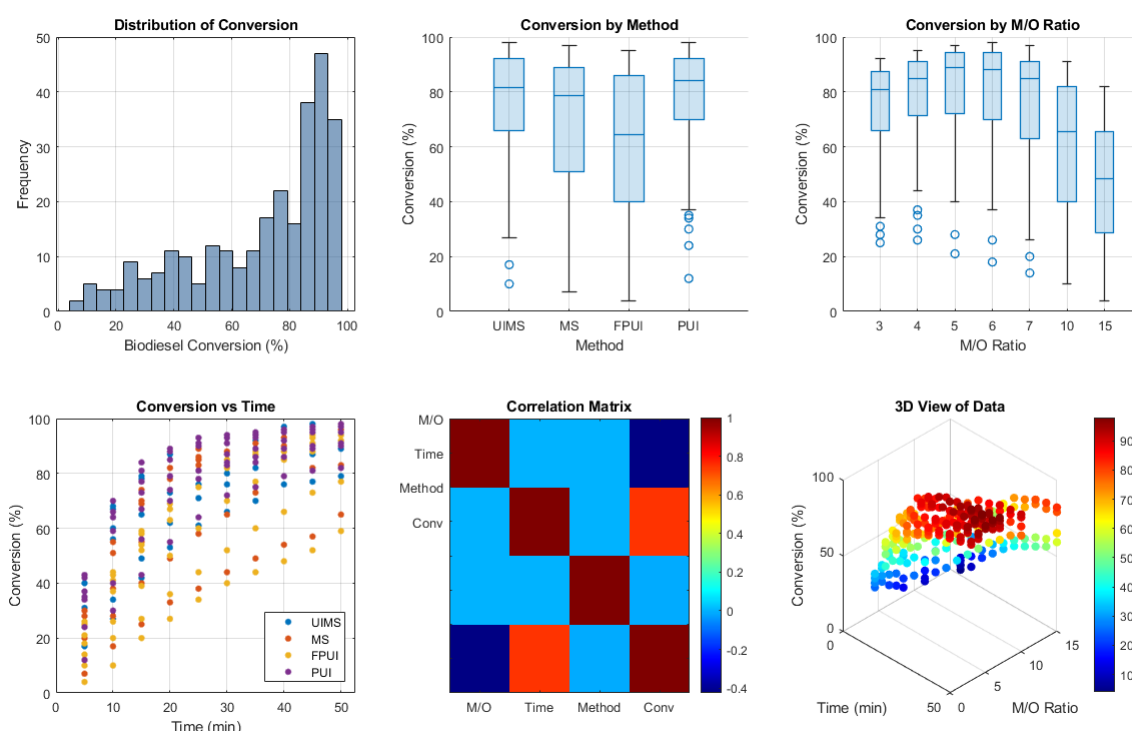 Distribution of Conversion
50
40
30
20
10
0
Frequency
0 20 40 60 80 100
Biodiesel Conversion (%)
Conversion by Method
100
80
60
40
20
0
Conversion (%)
UIMS MS FPUI PUI
Method
Conversion by M/O Ratio
100
80
60
40
20
0
Conversion (%)
3 4 5 6 7 10 15
M/O Ratio
Conversion vs Time
100
80
60
40
20
0
Conversion (%)
UIMS
MS
FPUI
PUI
0 10 20 30 40 50
Time (min)
Correlation Matrix
M/O
Time
Method
Conv
M/O Time Method Conv
1
0.8
0.6
0.4
0.2
0
-0.2
-0.4
3D View of Data
100
50
0
Conversion (%)
0
50
Time (min)
0
5
10
15
M/O Ratio
90
80
70
60
50
40
30
20
10